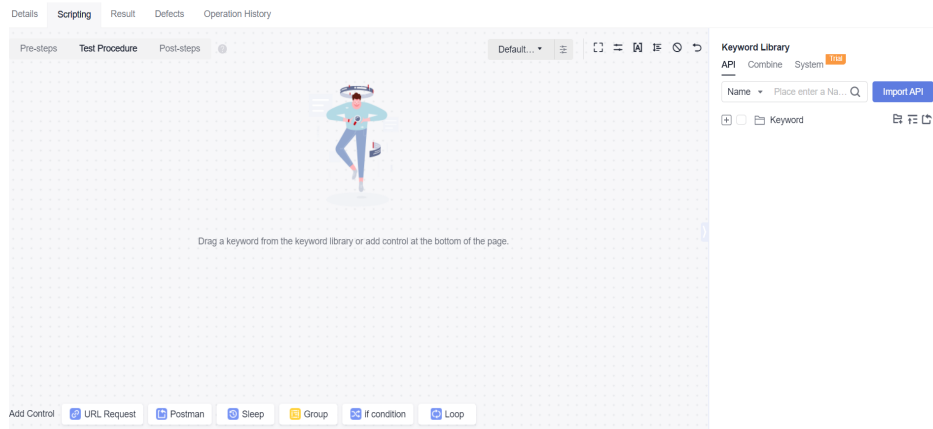 Details Scripting Result Defects Operation History
Pre-steps Test Procedure Post-steps ?
Default... ▾
Keyword Library
API Combine System Trial
Name ▾ Place enter a Na... Import API
Keyword
Drag a keyword from the keyword library or add control at the bottom of the page.
Add Control URL Request Postman Sleep Group if condition Loop